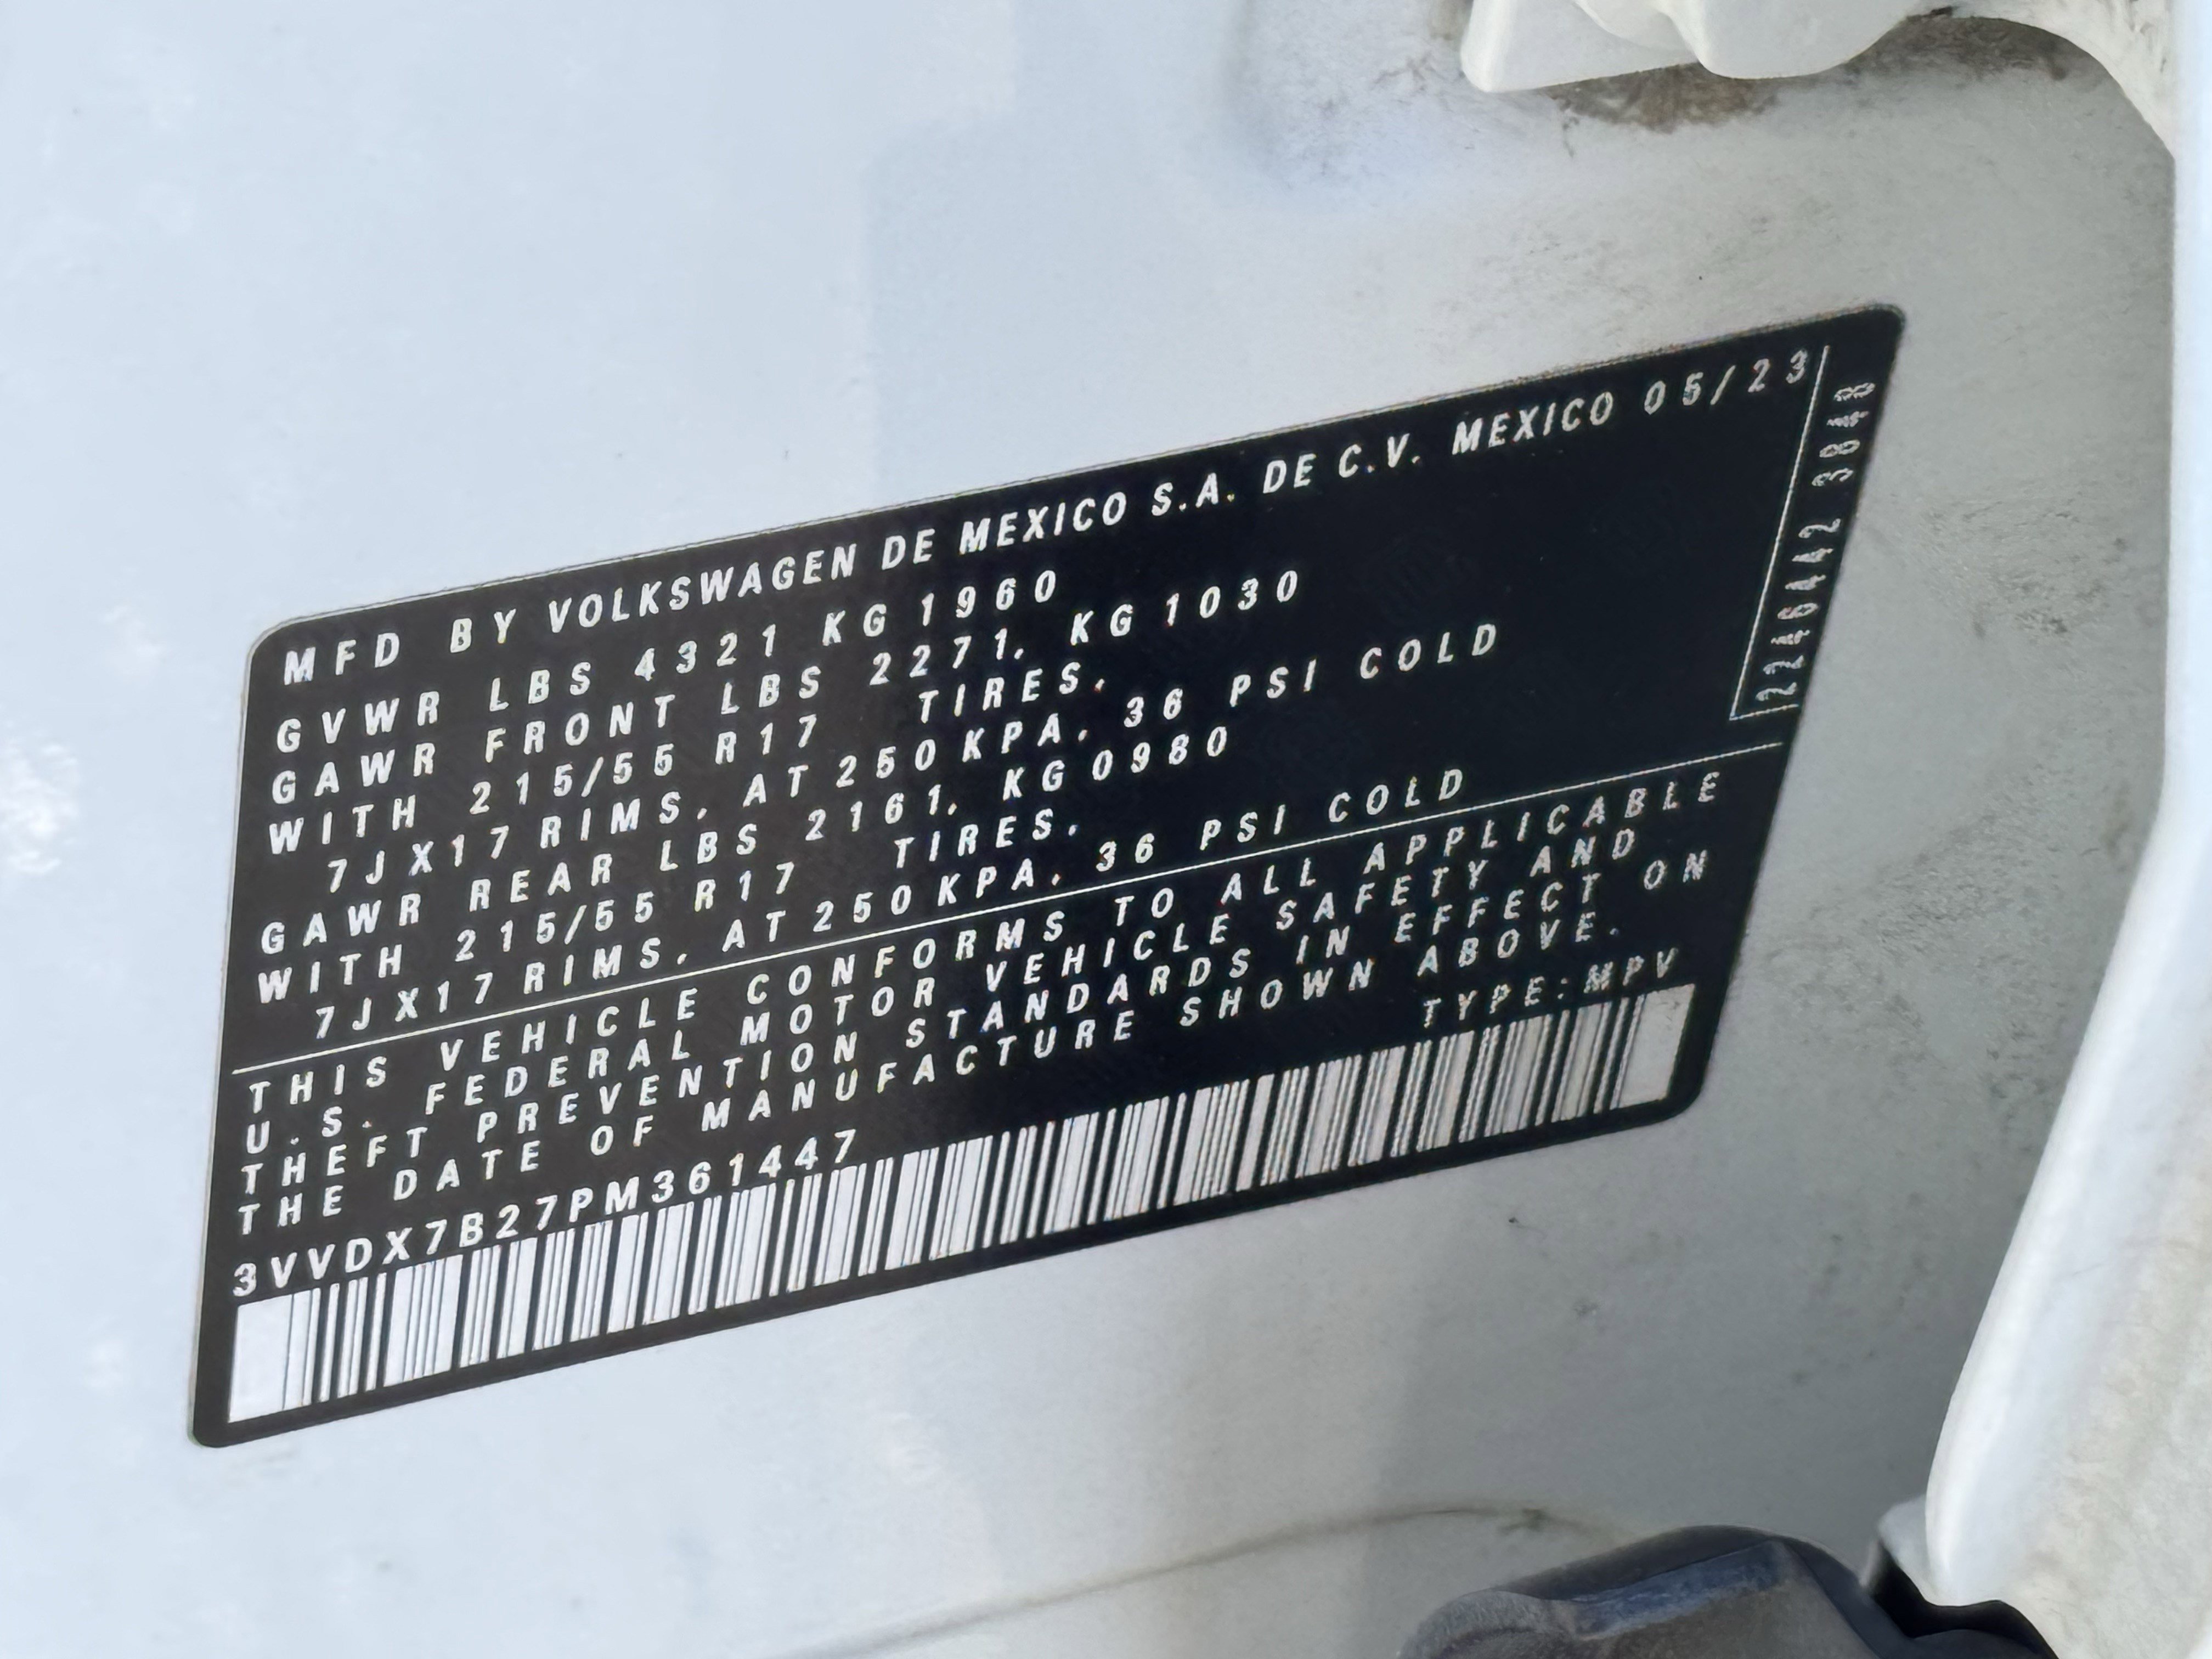 MFD BY VOLKSWAGEN DE MEXICO S.A. DE C.V. MEXICO 05/23
GVWR LBS 4321 KG 1960
GAWR FRONT LBS 2271, KG 1030
WITH 215/55 R17 TIRES,
7JX17 RIMS, AT 250 KPA, 36 PSI COLD
GAWR REAR LBS 2161, KG 0980
WITH 215/55 R17 TIRES,
7JX17 RIMS, AT 250 KPA, 36 PSI COLD
THIS VEHICLE CONFORMS TO ALL APPLICABLE
U.S. FEDERAL MOTOR VEHICLE SAFETY AND
THEFT PREVENTION STANDARDS IN EFFECT ON
THE DATE OF MANUFACTURE SHOWN ABOVE.
TYPE:MPV
3VVDX7B27PM361447